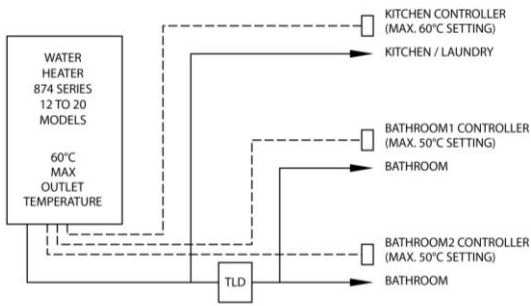 WATER
HEATER
874 SERIES
12 TO 20
MODELS
60°C
MAX
OUTLET
TEMPERATURE
KITCHEN CONTROLLER
(MAX. 60°C SETTING)
KITCHEN / LAUNDRY
BATHROOM1 CONTROLLER
(MAX. 50°C SETTING)
BATHROOM
BATHROOM2 CONTROLLER
(MAX. 50°C SETTING)
BATHROOM
TLD